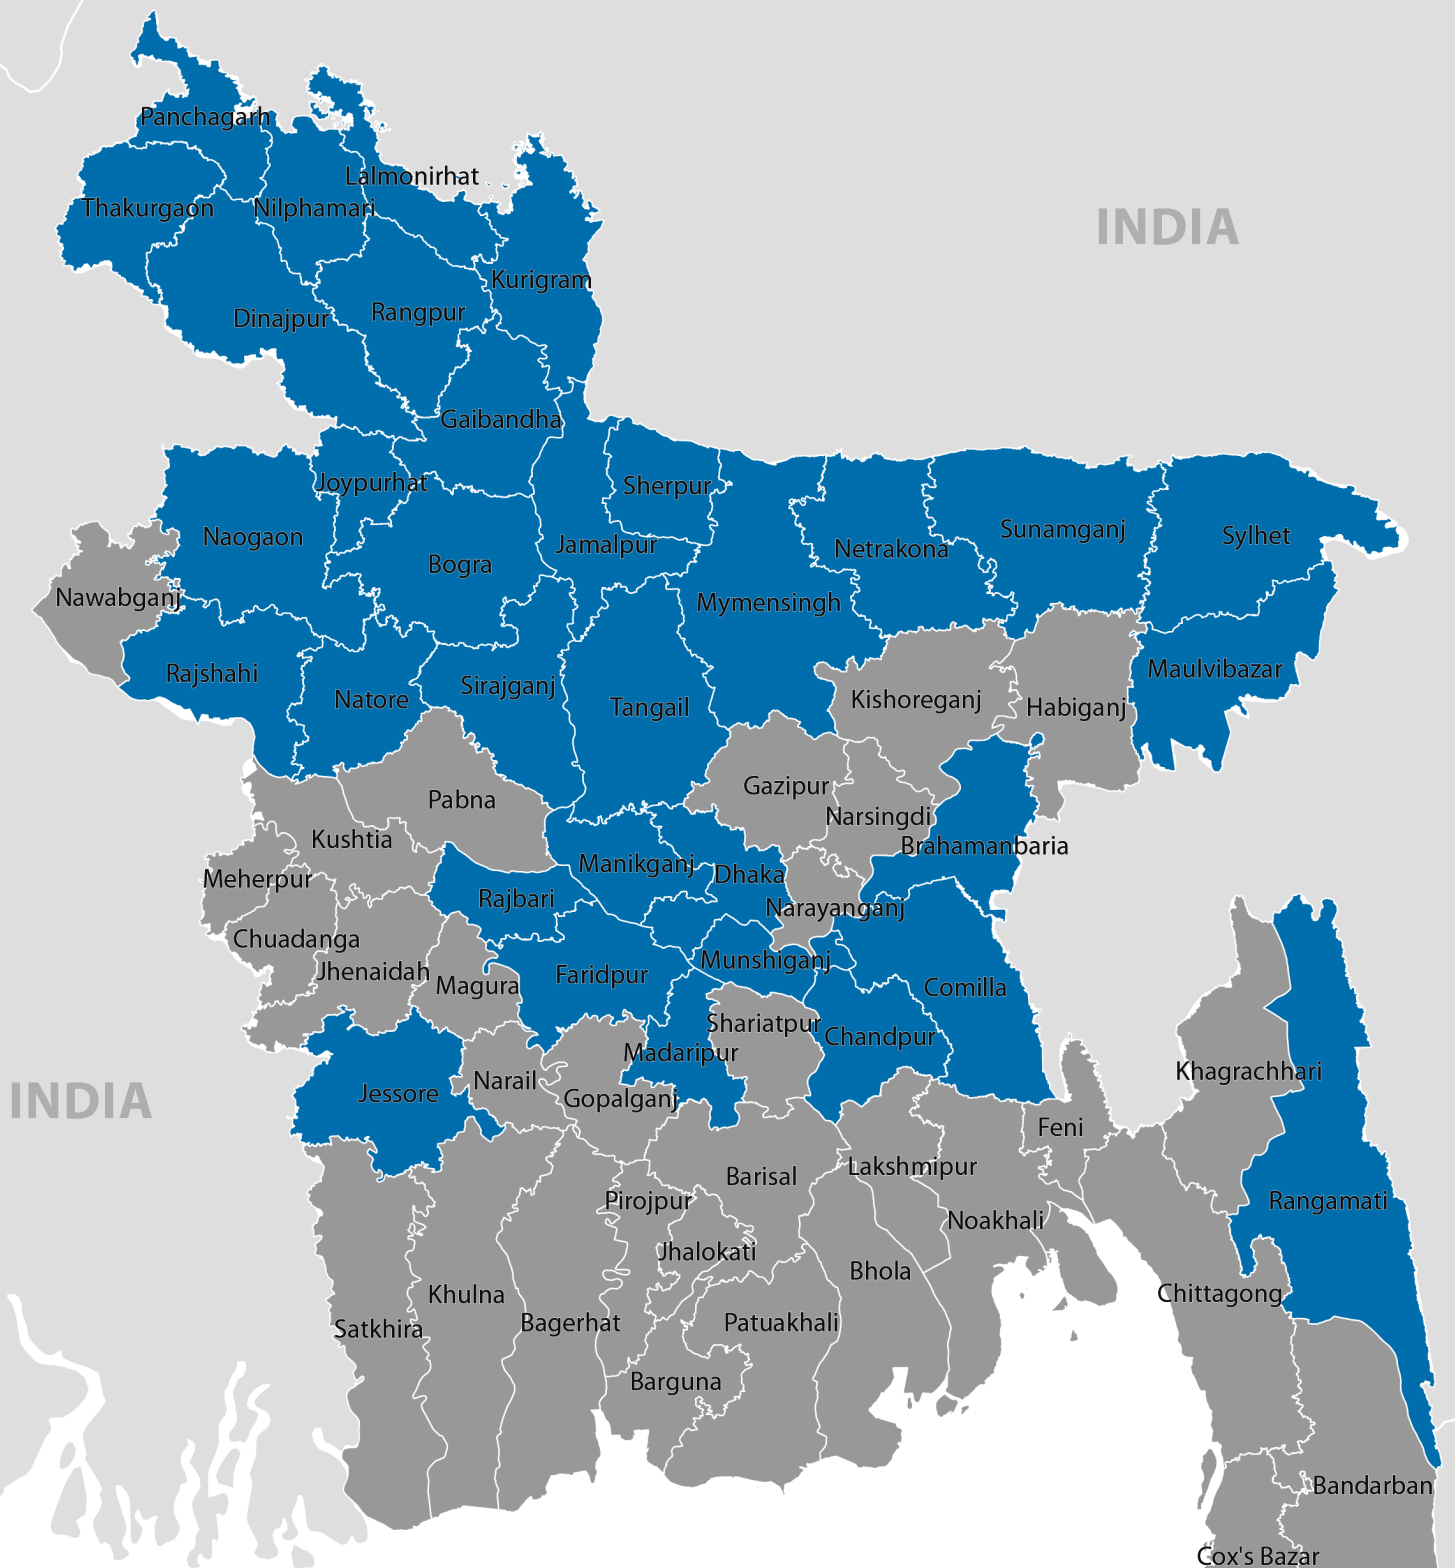 Panchagarh
Lalmonirhat
Thakurgaon
Nilphamari
INDIA
Kurigram
Rangpur
Dinajpur
Gaibandha
Joypurhat
Sherpur
Naogaon
Jamalpur
Netrakona
Sunamganj
Sylhet
Bogra
Nawabganj
Mymensingh
Rajshahi
Natore
Sirajganj
Tangail
Kishoreganj
Habiganj
Maulvibazar
Gazipur
Pabna
Narsingdi
Kushtia
Brahamanbaria
Manikganj
Dhaka
Meherpur
Rajbari
Narayanganj
Chuadanga
Jhenaidah
Magura
Faridpur
Munshiganj
Comilla
Shariatpur
Chandpur
Madaripur
Khagrachhari
INDIA
Jessore
Narail
Gopalganj
Feni
Barisal
Lakshmipur
Pirojpur
Rangamati
Noakhali
Jhalokati
Bhola
Khulna
Chittagong
Satkhira
Bagerhat
Patuakhali
Barguna
Bandarban
Cox's Bazar